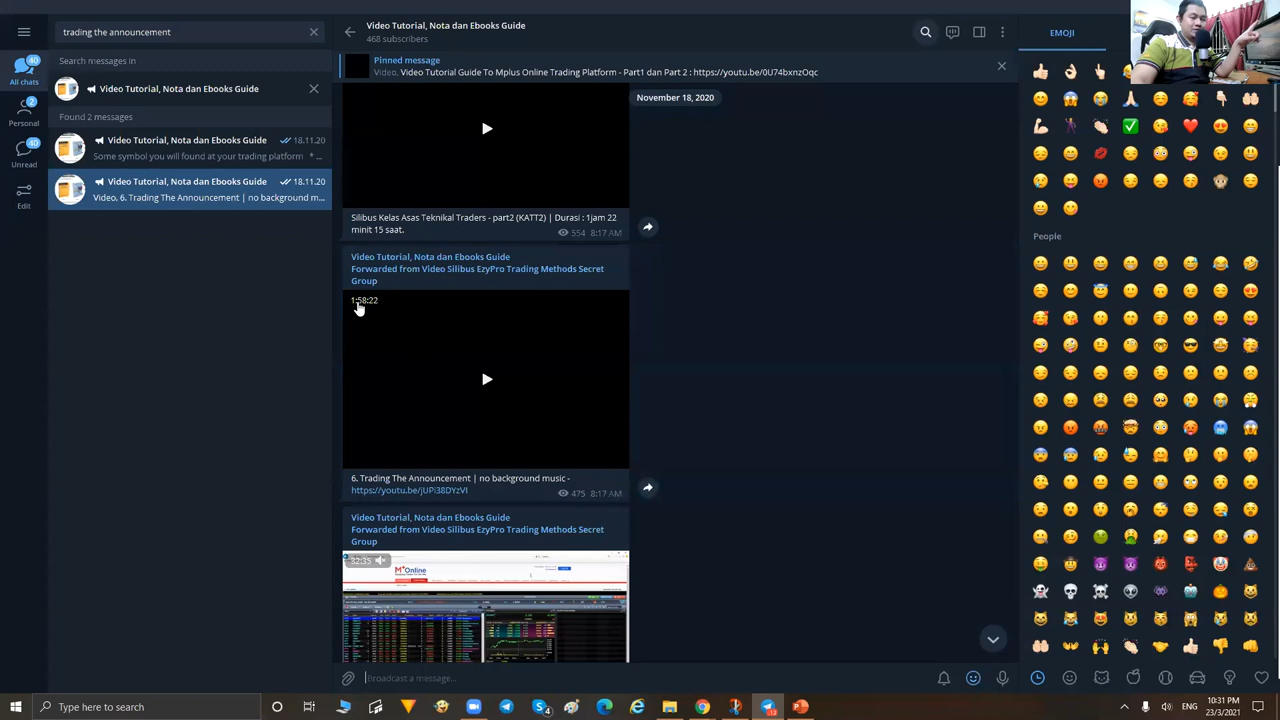 trading the announcement
Search messages in
Video Tutorial, Nota dan Ebooks Guide
Found 2 messages
Video Tutorial, Nota dan Ebooks Guide 18.11.20
Some symbol you will found at your trading platform * ...
Video Tutorial, Nota dan Ebooks Guide 18.11.20
Video, 6. Trading The Announcement | no background m...
40
All chats
2
Personal
40
Unread
Edit
Video Tutorial, Nota dan Ebooks Guide
468 subscribers
Pinned message
Video, Video Tutorial Guide To Mplus Online Trading Platform - Part1 dan Part 2 : https://youtu.be/0U74bxnzOqc
November 18, 2020
Silibus Kelas Asas Teknikal Traders - part2 (KATT2) | Durasi : 1jam 22
minit 15 saat.
554 8:17 AM
Video Tutorial, Nota dan Ebooks Guide
Forwarded from Video Silibus EzyPro Trading Methods Secret
Group
1:58:22
6. Trading The Announcement | no background music -
https://youtu.be/jUPi38DYzVI
475 8:17 AM
Video Tutorial, Nota dan Ebooks Guide
Forwarded from Video Silibus EzyPro Trading Methods Secret
Group
32:35
M+Online
Broadcast a message...
EMOJI
People
Type here to search
10:31 PM
23/3/2021